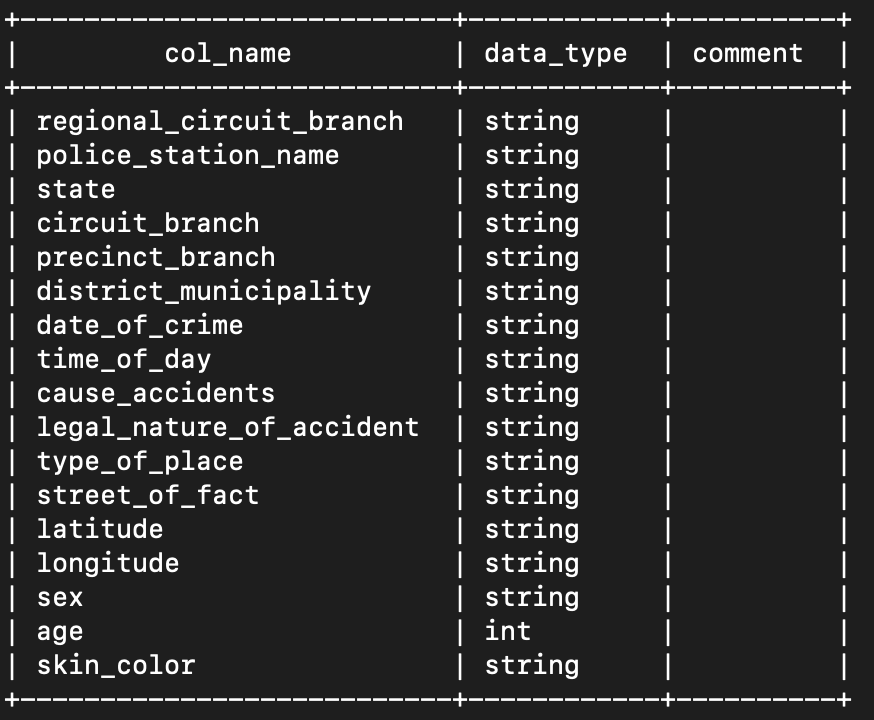 +---------------------------+------------+----------+
|         col_name          | data_type  | comment  |
+---------------------------+------------+----------+
| regional_circuit_branch   | string     |          |
| police_station_name       | string     |          |
| state                     | string     |          |
| circuit_branch            | string     |          |
| precinct_branch           | string     |          |
| district_municipality     | string     |          |
| date_of_crime             | string     |          |
| time_of_day               | string     |          |
| cause_accidents           | string     |          |
| legal_nature_of_accident  | string     |          |
| type_of_place             | string     |          |
| street_of_fact            | string     |          |
| latitude                  | string     |          |
| longitude                 | string     |          |
| sex                       | string     |          |
| age                       | int        |          |
| skin_color                | string     |          |
+---------------------------+------------+----------+